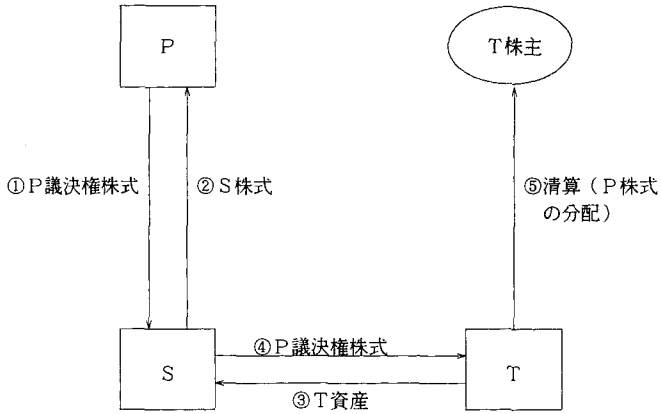 Ｐ
Ｔ株主
①Ｐ議決権株式
②Ｓ株式
⑤清算（Ｐ株式
の分配）
Ｓ
④Ｐ議決権株式
③Ｔ資産
Ｔ